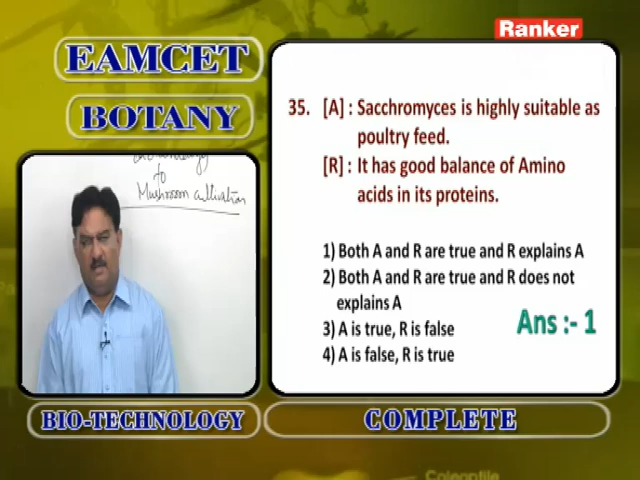 Ranker
EAMCET
BOTANY
to
Mushroom cultivation
35. [A] : Sacchromyces is highly suitable as
poultry feed.
[R] : It has good balance of Amino
acids in its proteins.
1) Both A and R are true and R explains A
2) Both A and R are true and R does not
explains A
3) A is true, R is false
4) A is false, R is true
Ans :- 1
BIO-TECHNOLOGY
COMPLETE